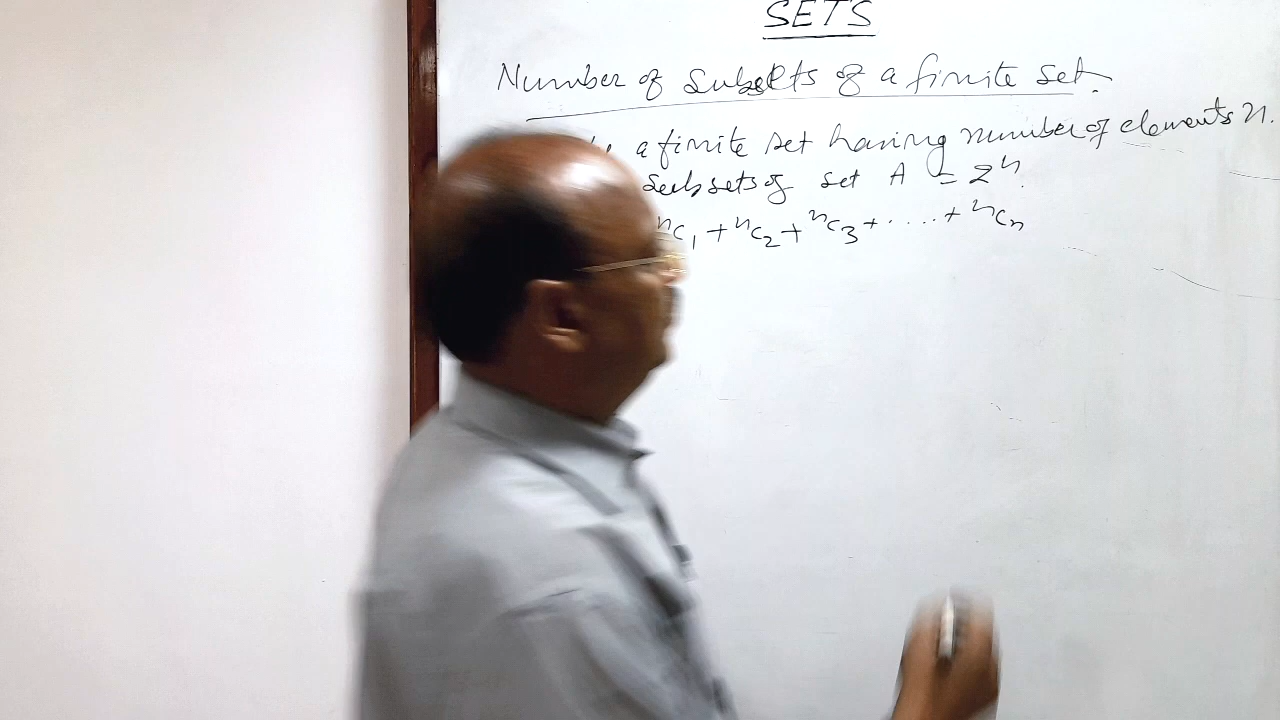 SETS
Number of subsets of a finite set.
a finite set having number of elements n.
subsets of set A = 2ⁿ.
ⁿc₁ + ⁿc₂ + ⁿc₃ + ..... + ⁿcₙ